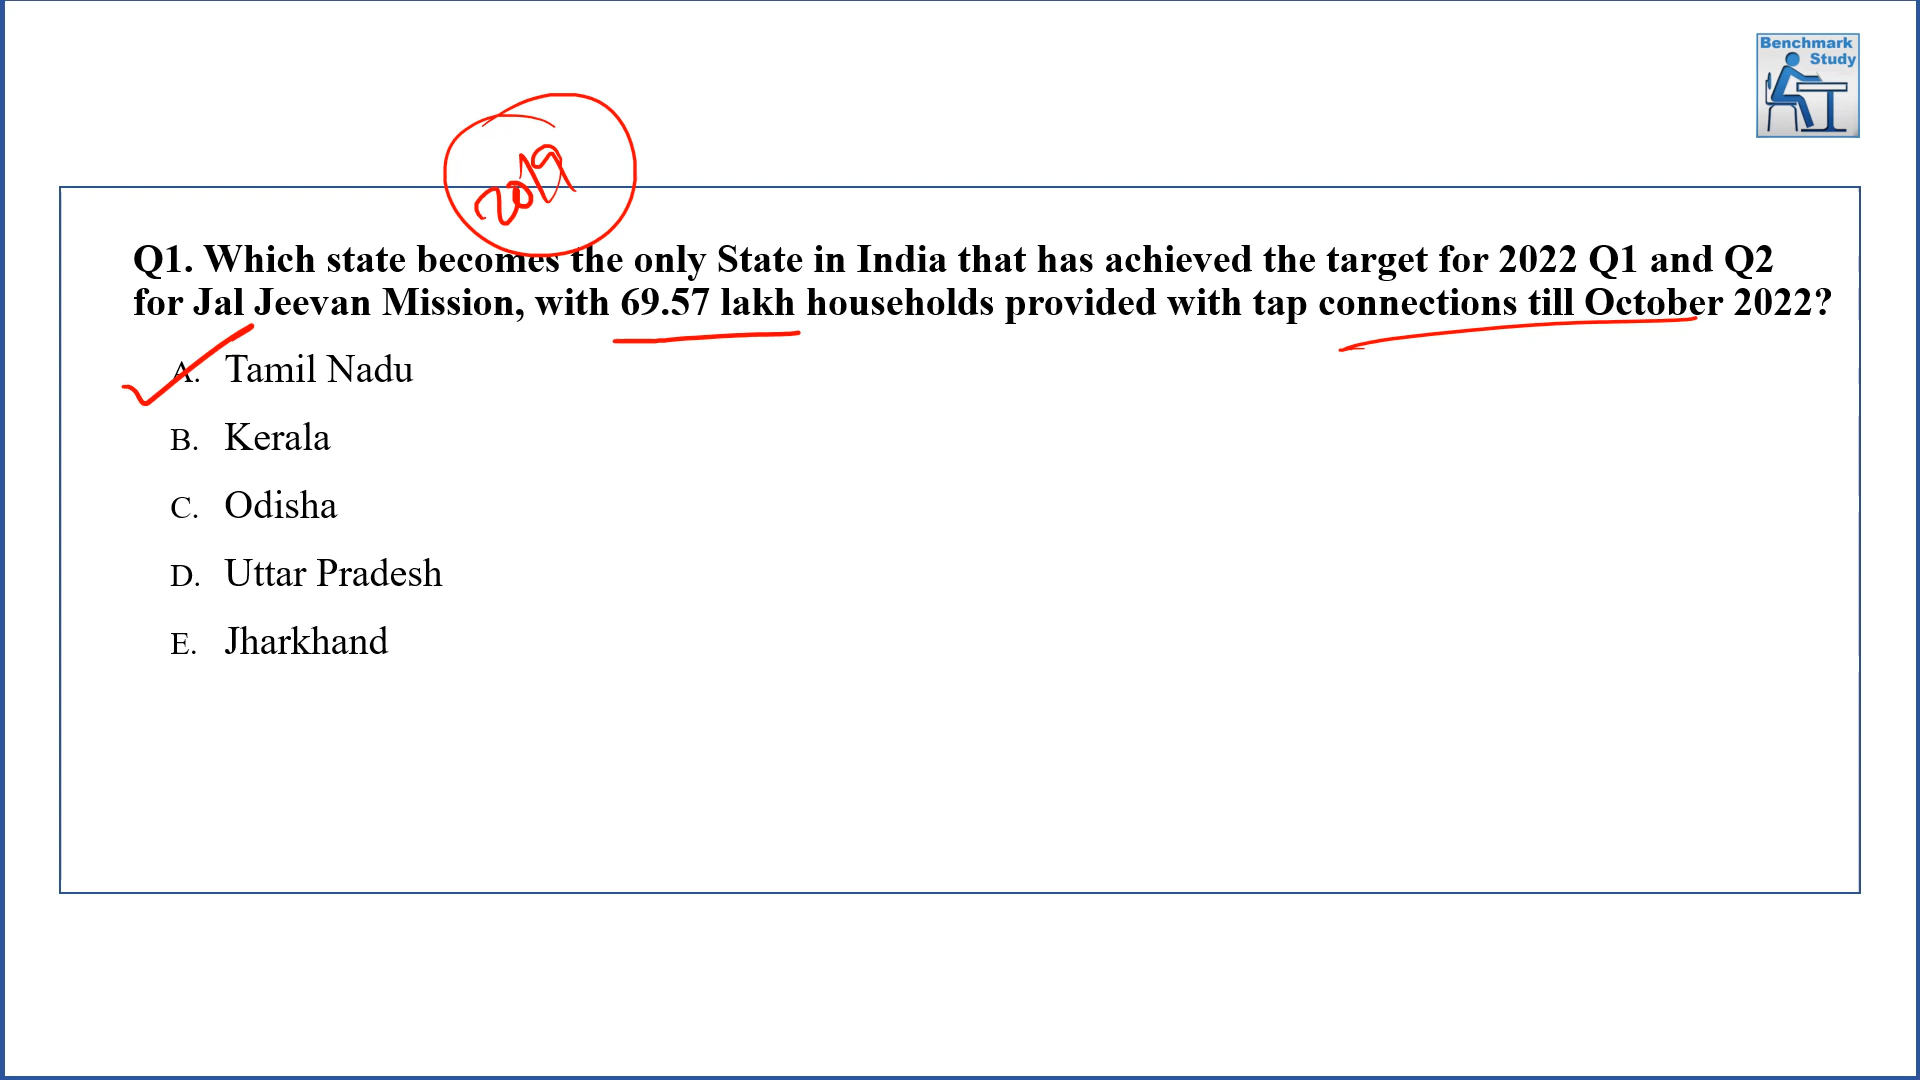 Benchmark
Study
2019
Q1. Which state becomes the only State in India that has achieved the target for 2022 Q1 and Q2
for Jal Jeevan Mission, with 69.57 lakh households provided with tap connections till October 2022?
A. Tamil Nadu
B. Kerala
C. Odisha
D. Uttar Pradesh
E. Jharkhand